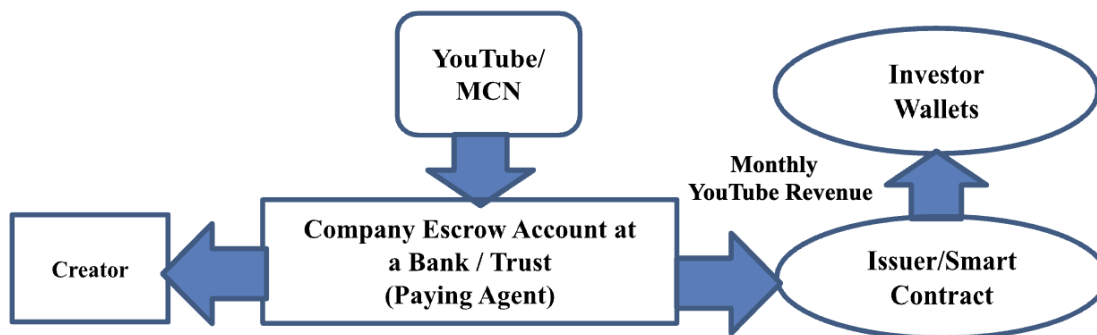 YouTube/
MCN
Investor
Wallets
Monthly
YouTube Revenue
Creator
Company Escrow Account at
a Bank / Trust
(Paying Agent)
Issuer/Smart
Contract